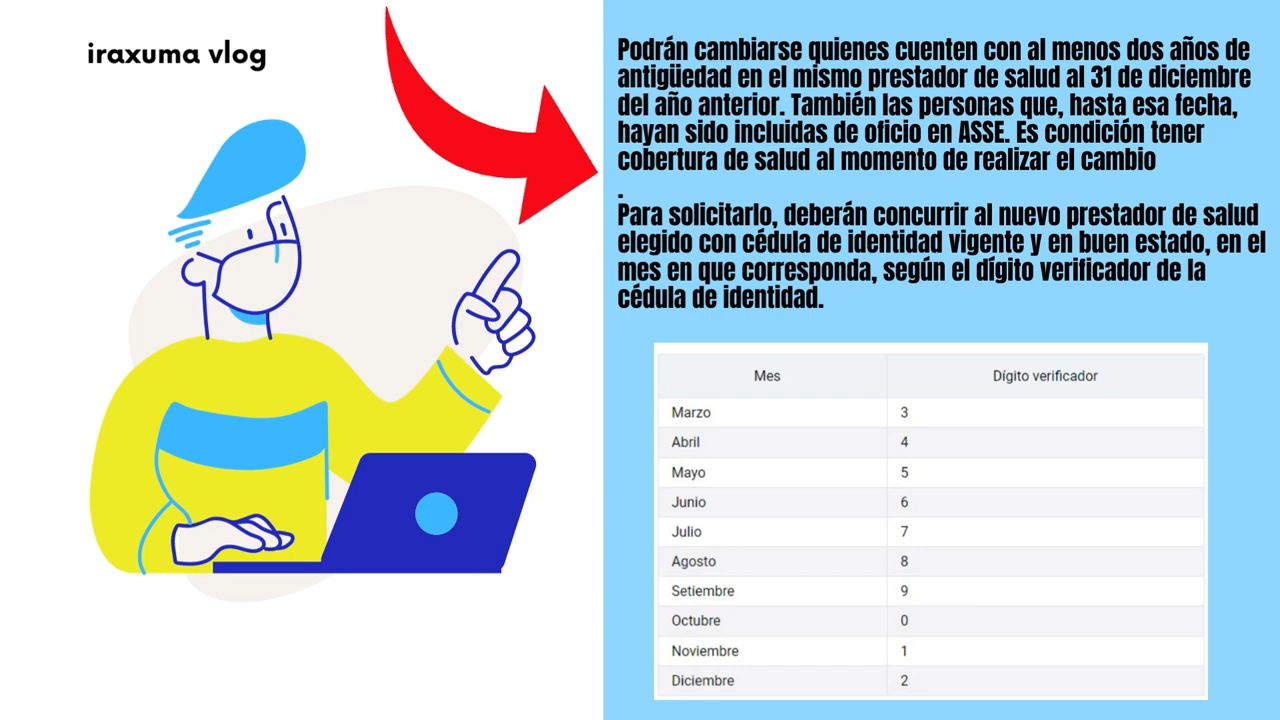 iraxuma vlog
Podrán cambiarse quienes cuenten con al menos dos años de
antigüedad en el mismo prestador de salud al 31 de diciembre
del año anterior. También las personas que, hasta esa fecha,
hayan sido incluidas de oficio en ASSE. Es condición tener
cobertura de salud al momento de realizar el cambio
.
Para solicitarlo, deberán concurrir al nuevo prestador de salud
elegido con cédula de identidad vigente y en buen estado, en el
mes en que corresponda, según el dígito verificador de la
cédula de identidad.
Mes Dígito verificador
Marzo 3
Abril 4
Mayo 5
Junio 6
Julio 7
Agosto 8
Setiembre 9
Octubre 0
Noviembre 1
Diciembre 2